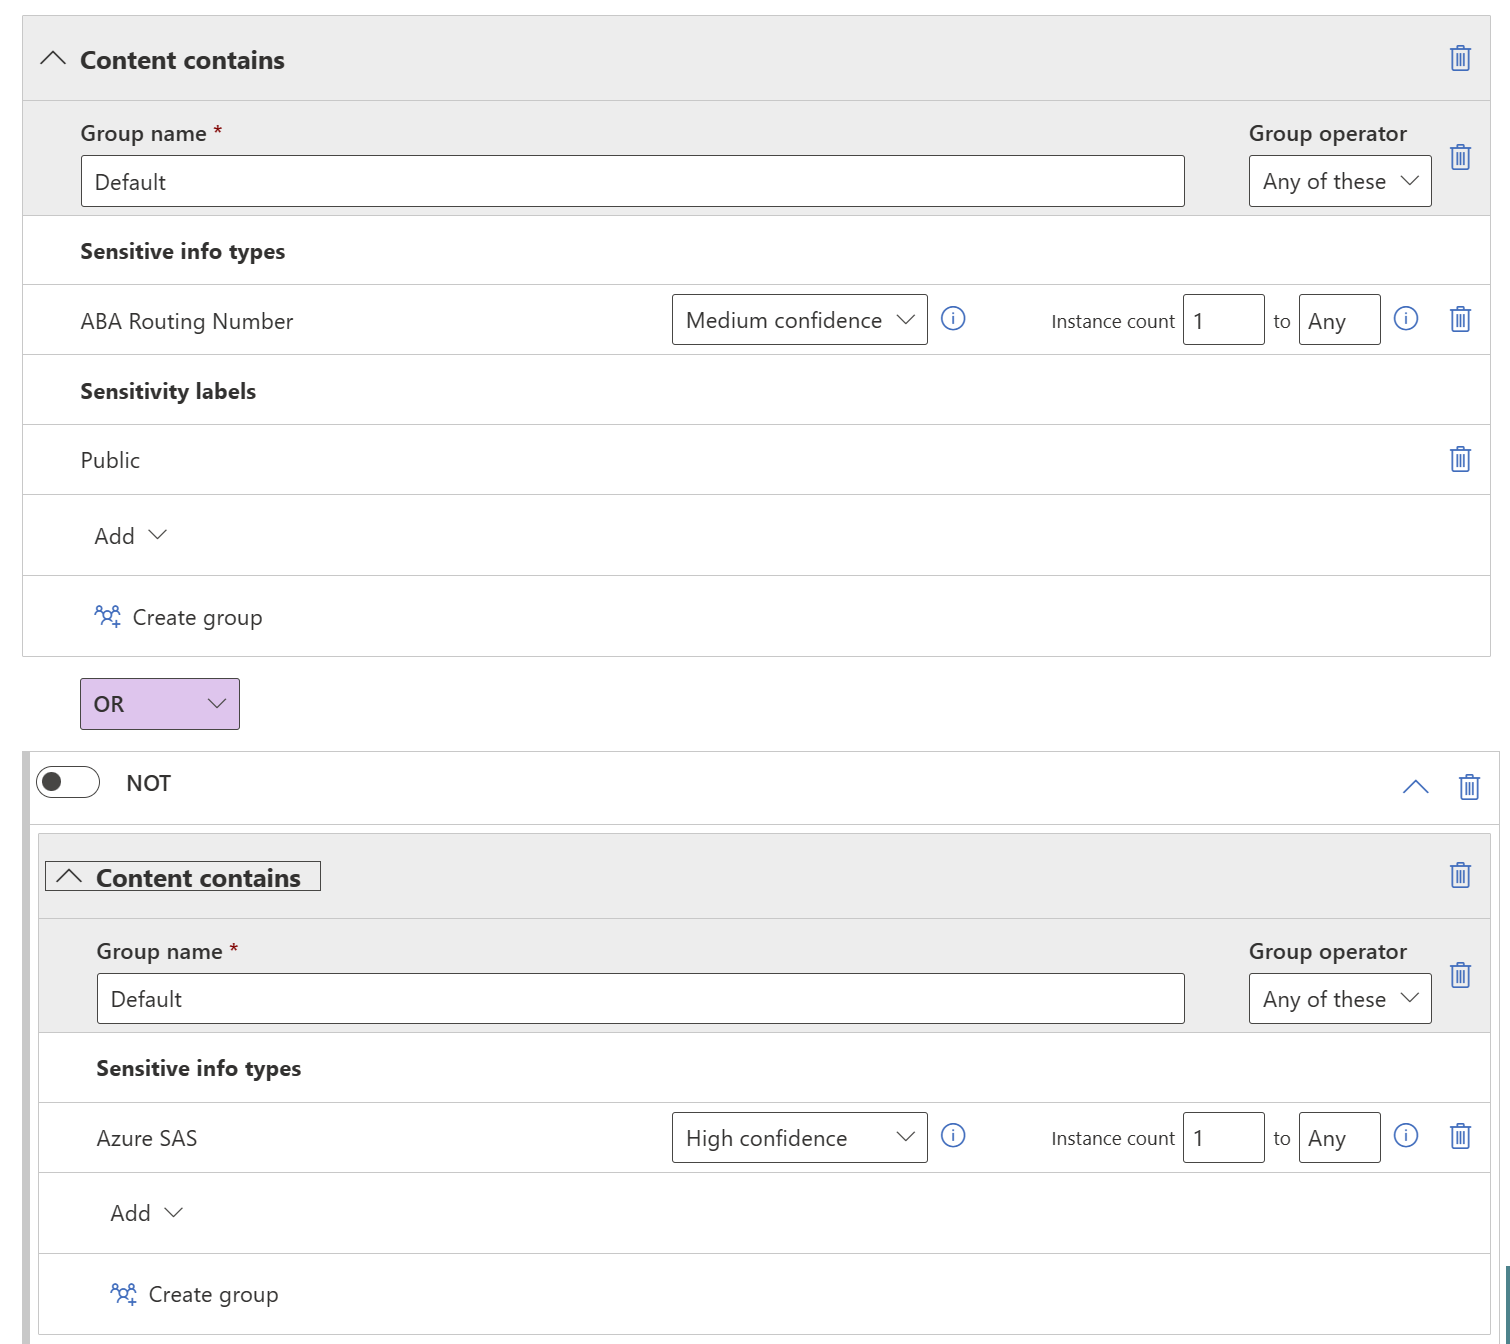 Content contains
Group name *
Group operator
Default
Any of these
Sensitive info types
ABA Routing Number
Medium confidence
Instance count 1 to Any
Sensitivity labels
Public
Add
Create group
OR
NOT
Content contains
Group name *
Group operator
Default
Any of these
Sensitive info types
Azure SAS
High confidence
Instance count 1 to Any
Add
Create group